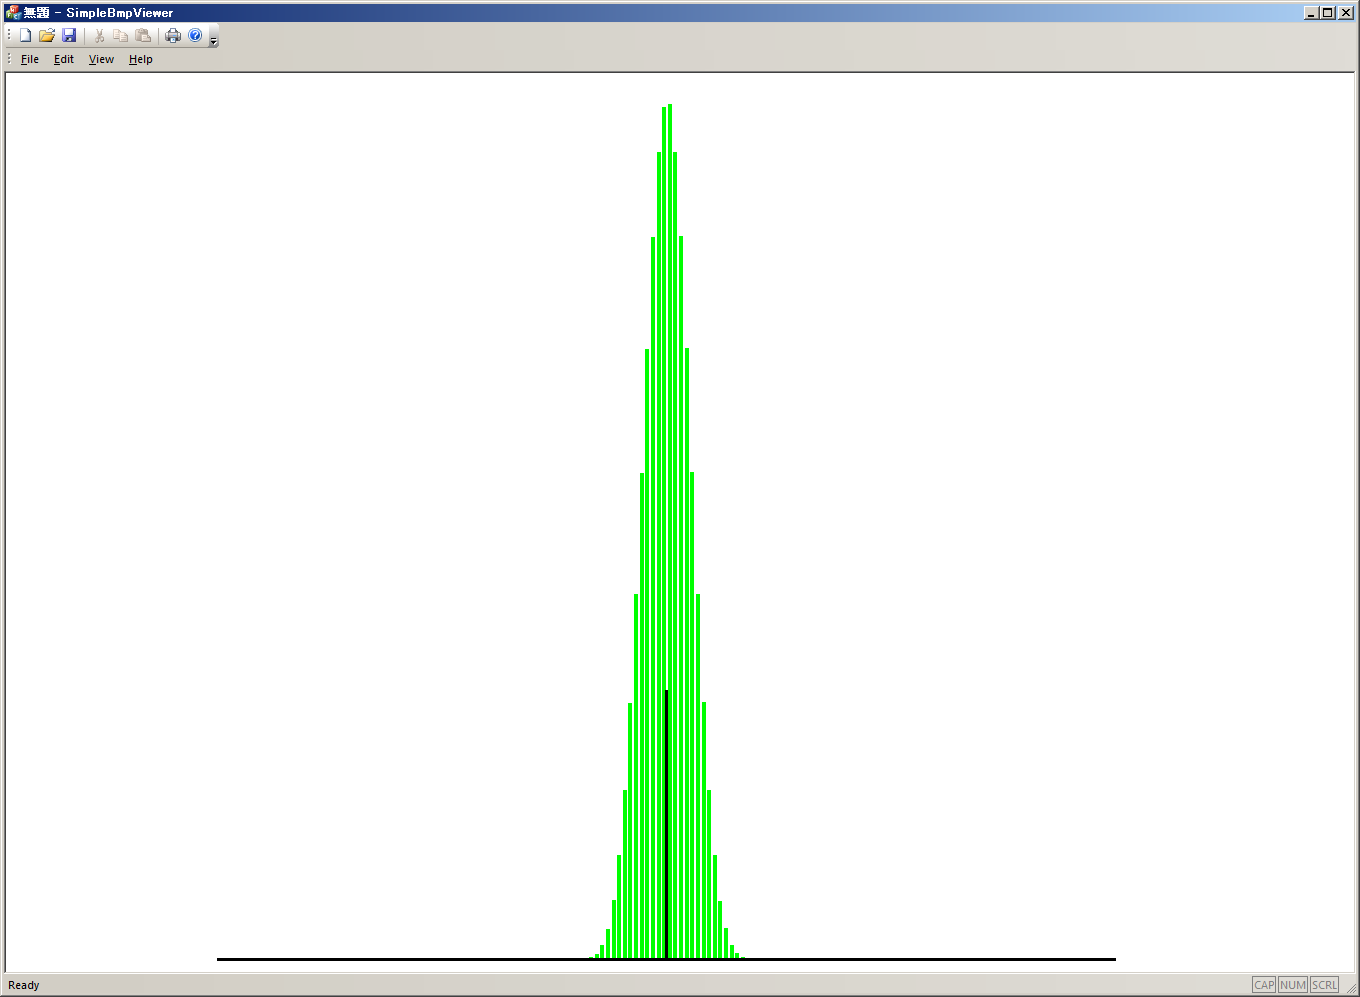 無題 - SimpleBmpViewer
File Edit View Help
Ready
CAP NUM SCRL